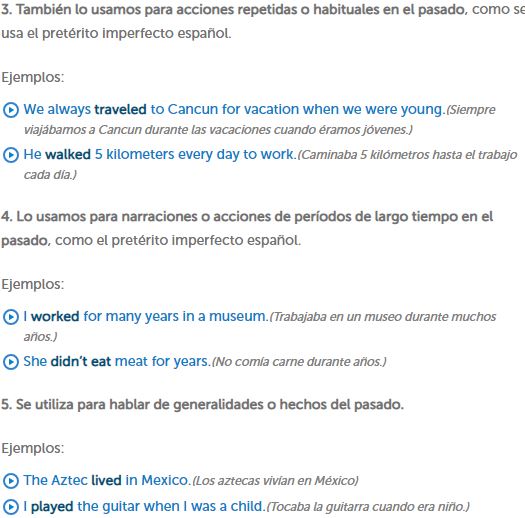 3. También lo usamos para acciones repetidas o habituales en el pasado, como se
usa el pretérito imperfecto español.
Ejemplos:
We always traveled to Cancun for vacation when we were young.(Siempre
viajábamos a Cancun durante las vacaciones cuando éramos jóvenes.)
He walked 5 kilometers every day to work.(Caminaba 5 kilómetros hasta el trabajo
cada día.)
4. Lo usamos para narraciones o acciones de períodos de largo tiempo en el
pasado, como el pretérito imperfecto español.
Ejemplos:
I worked for many years in a museum.(Trabajaba en un museo durante muchos
años.)
She didn't eat meat for years.(No comía carne durante años.)
5. Se utiliza para hablar de generalidades o hechos del pasado.
Ejemplos:
The Aztec lived in Mexico.(Los aztecas vivían en México)
I played the guitar when I was a child.(Tocaba la guitarra cuando era niño.)